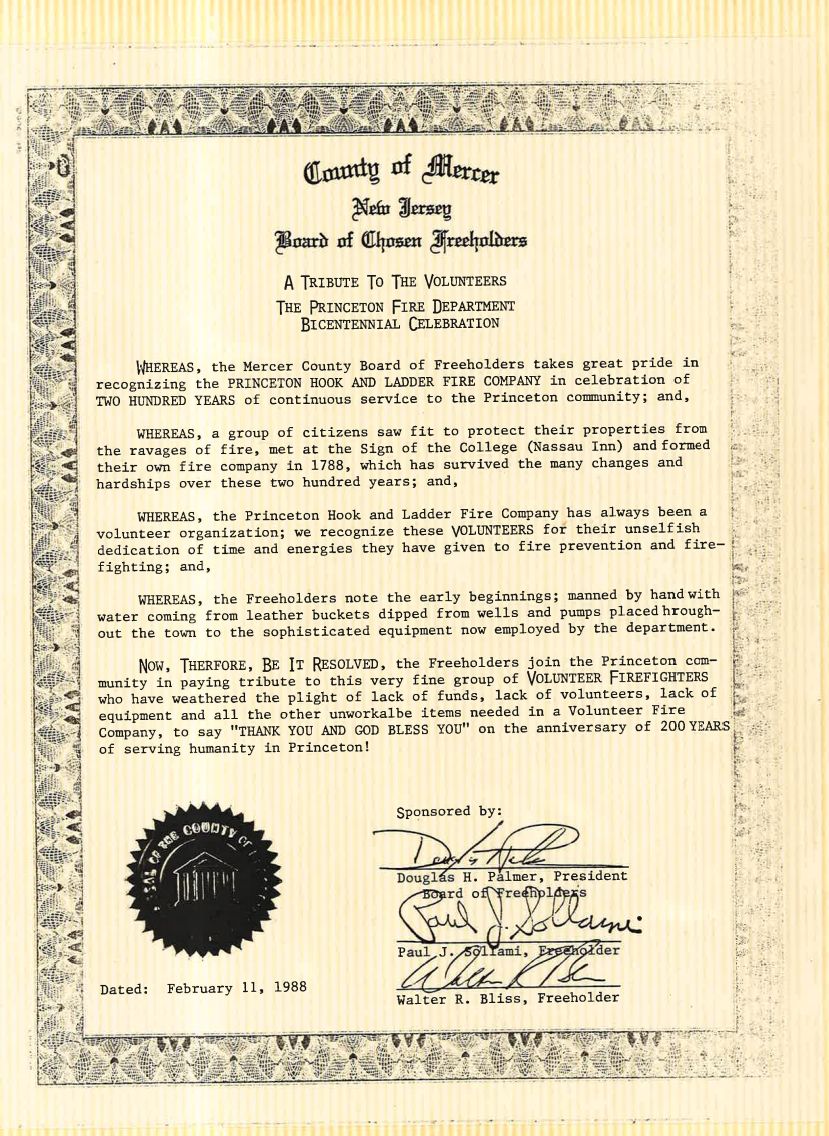 County of Mercer
New Jersey
Board of Chosen Freeholders
A TRIBUTE TO THE VOLUNTEERS
THE PRINCETON FIRE DEPARTMENT
BICENTENNIAL CELEBRATION
WHEREAS, the Mercer County Board of Freeholders takes great pride in
recognizing the PRINCETON HOOK AND LADDER FIRE COMPANY in celebration of
TWO HUNDRED YEARS of continuous service to the Princeton community; and,
WHEREAS, a group of citizens saw fit to protect their properties from
the ravages of fire, met at the Sign of the College (Nassau Inn) and formed
their own fire company in 1788, which has survived the many changes and
hardships over these two hundred years; and,
WHEREAS, the Princeton Hook and Ladder Fire Company has always been a
volunteer organization; we recognize these VOLUNTEERS for their unselfish
dedication of time and energies they have given to fire prevention and fire-
fighting; and,
WHEREAS, the Freeholders note the early beginnings; manned by hand with
water coming from leather buckets dipped from wells and pumps placed hrough-
out the town to the sophisticated equipment now employed by the department.
NOW, THERFORE, BE IT RESOLVED, the Freeholders join the Princeton com-
munity in paying tribute to this very fine group of VOLUNTEER FIREFIGHTERS
who have weathered the plight of lack of funds, lack of volunteers, lack of
equipment and all the other unworkalbe items needed in a Volunteer Fire
Company, to say "THANK YOU AND GOD BLESS YOU" on the anniversary of 200 YEARS
of serving humanity in Princeton!
Sponsored by:
SEAL OF THE COUNTY OF
Douglas H. Palmer, President
Board of Freeholders
Paul J. Sollami
Paul J. Sollami, Freeholder
Dated: February 11, 1988
Walter R. Bliss, Freeholder